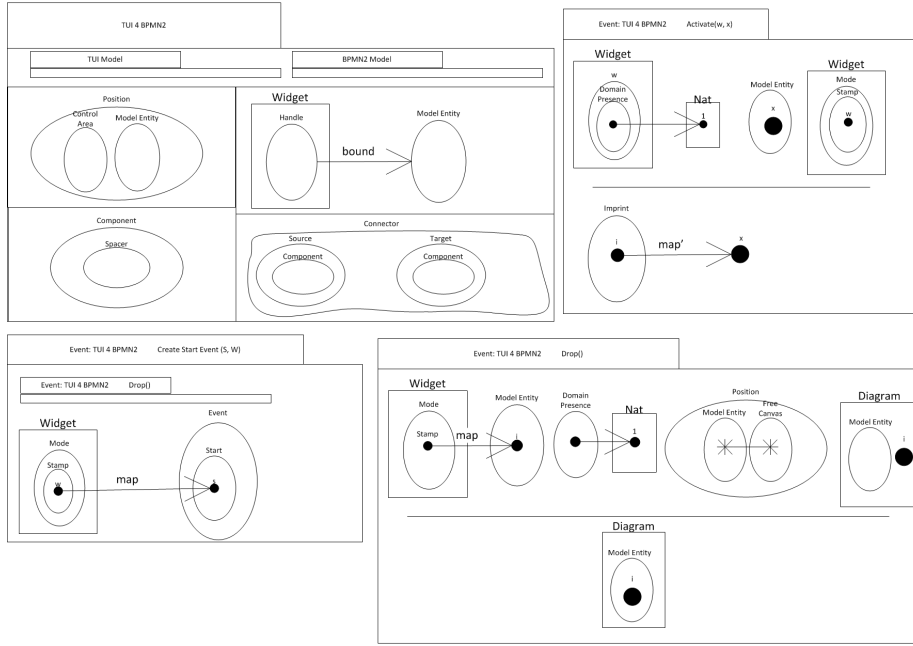 TUI 4 BPMN2
TUI Model
BPMN2 Model
Position
Control
Area
Model Entity
Widget
Handle
bound
Model Entity
Component
Spacer
Connector
Source
Component
Target
Component
Event: TUI 4 BPMN2 Activate(w, x)
Widget
w
Domain
Presence
Nat
1
Model Entity
x
Widget
Mode
Stamp
w
Imprint
i
map’
x
Event: TUI 4 BPMN2 Create Start Event (S, W)
Event: TUI 4 BPMN2 Drop()
Widget
Mode
Stamp
w
map
Event
Start
s
Event: TUI 4 BPMN2 Drop()
Widget
Mode
Stamp
map
Model Entity
i
Domain
Presence
Nat
1
Position
Model Entity
Free
Canvas
Diagram
Model Entity
i
Diagram
Model Entity
i